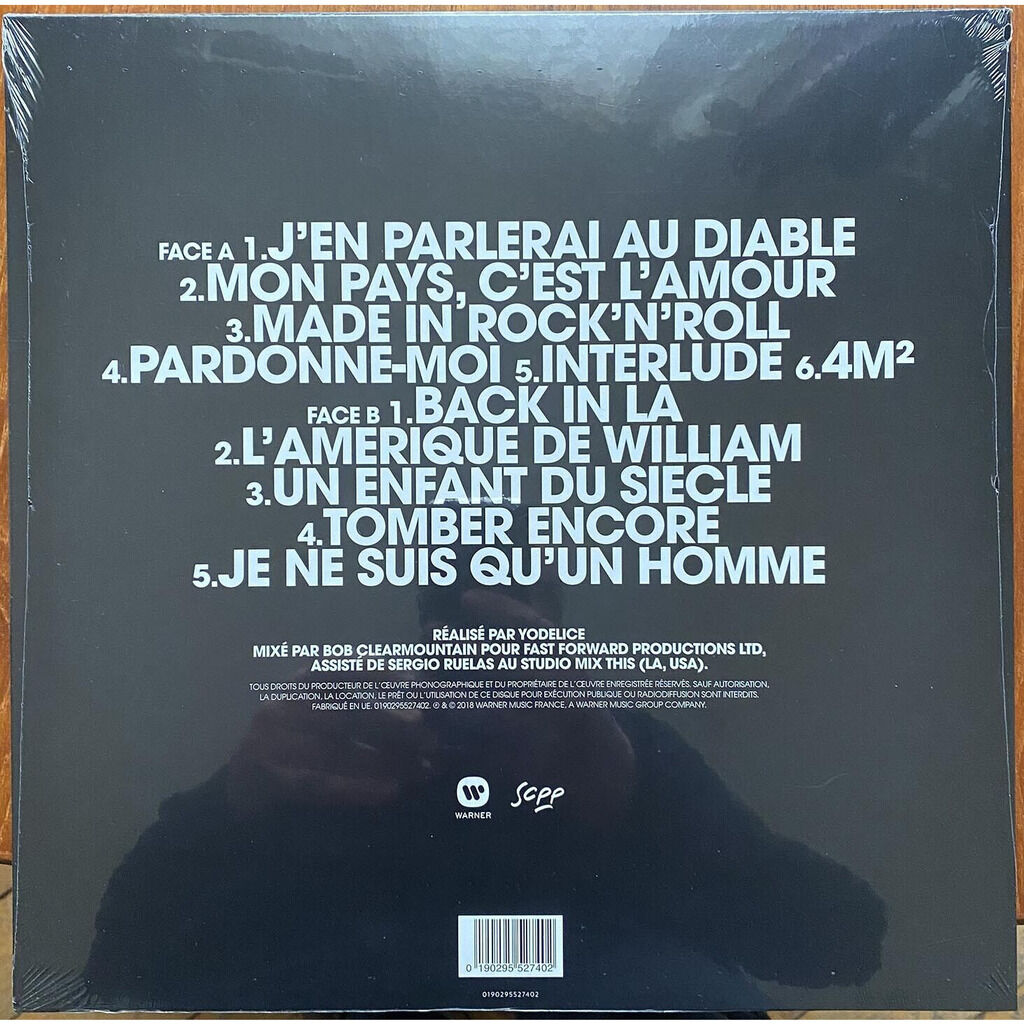 FACE A 1.J'EN PARLERAI AU DIABLE
2.MON PAYS, C'EST L'AMOUR
3.MADE IN ROCK'N'ROLL
4.PARDONNE-MOI 5.INTERLUDE 6.4M²
FACE B 1.BACK IN LA
2.L'AMERIQUE DE WILLIAM
3.UN ENFANT DU SIECLE
4.TOMBER ENCORE
5.JE NE SUIS QU'UN HOMME
RÉALISÉ PAR YODELICE
MIXÉ PAR BOB CLEARMOUNTAIN POUR FAST FORWARD PRODUCTIONS LTD,
ASSISTÉ DE SERGIO RUELAS AU STUDIO MIX THIS (LA, USA).
TOUS DROITS DU PRODUCTEUR DE L'ŒUVRE PHONOGRAPHIQUE ET DU PROPRIÉTAIRE DE L'ŒUVRE ENREGISTRÉE RÉSERVÉS. SAUF AUTORISATION,
LA DUPLICATION, LA LOCATION, LE PRÊT OU L'UTILISATION DE CE DISQUE POUR EXÉCUTION PUBLIQUE OU RADIODIFFUSION SONT INTERDITS.
FABRIQUÉ EN UE. 0190295527402. ℗ & © 2018 WARNER MUSIC FRANCE, A WARNER MUSIC GROUP COMPANY.
WARNER
scpp
0 190295 527402
0190295527402